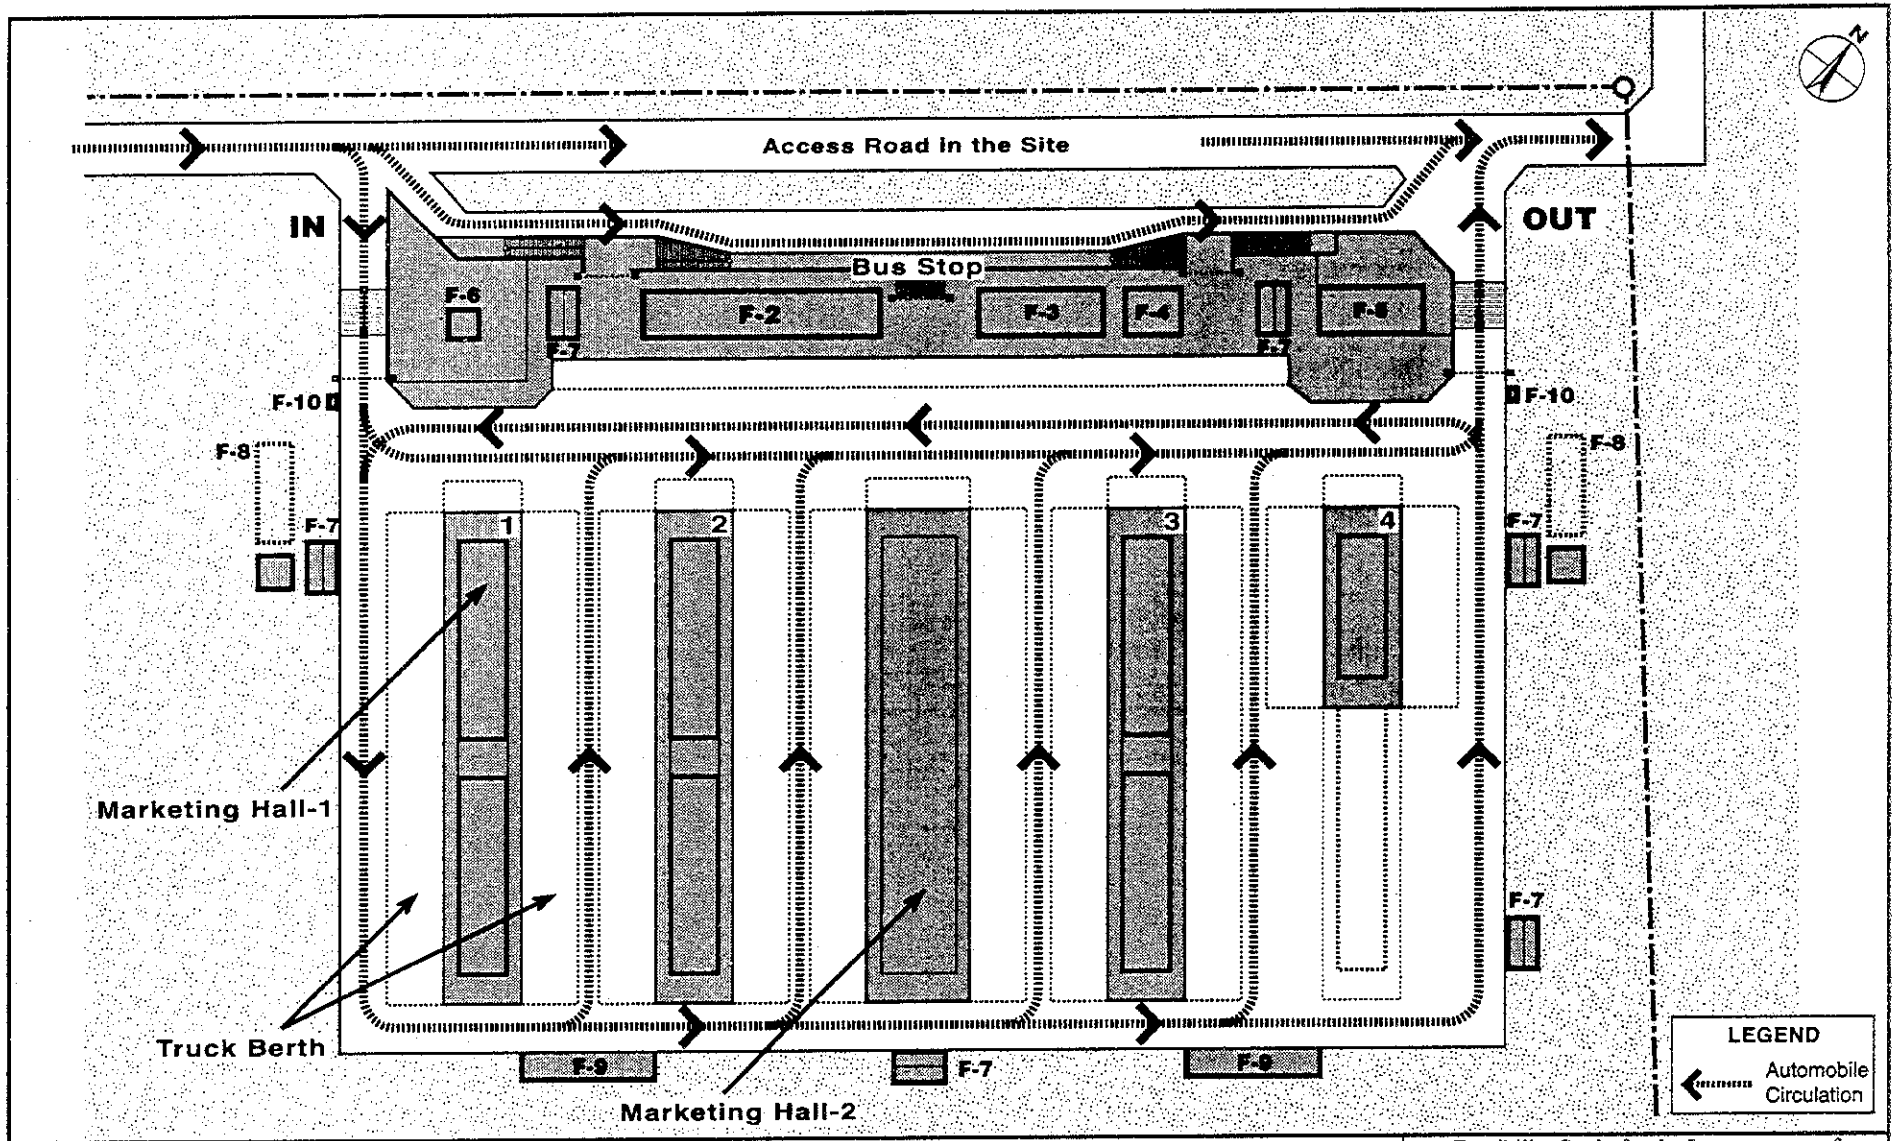 N
Access Road in the Site
IN
OUT
Bus Stop
F-6
F-2
F-3
F-4
F-7
F-7
F-10
F-10
F-8
F-8
1
2
3
4
F-7
F-7
Marketing Hall-1
F-7
Truck Berth
F-9
F-7
F-9
Marketing Hall-2
LEGEND
Automobile
Circulation